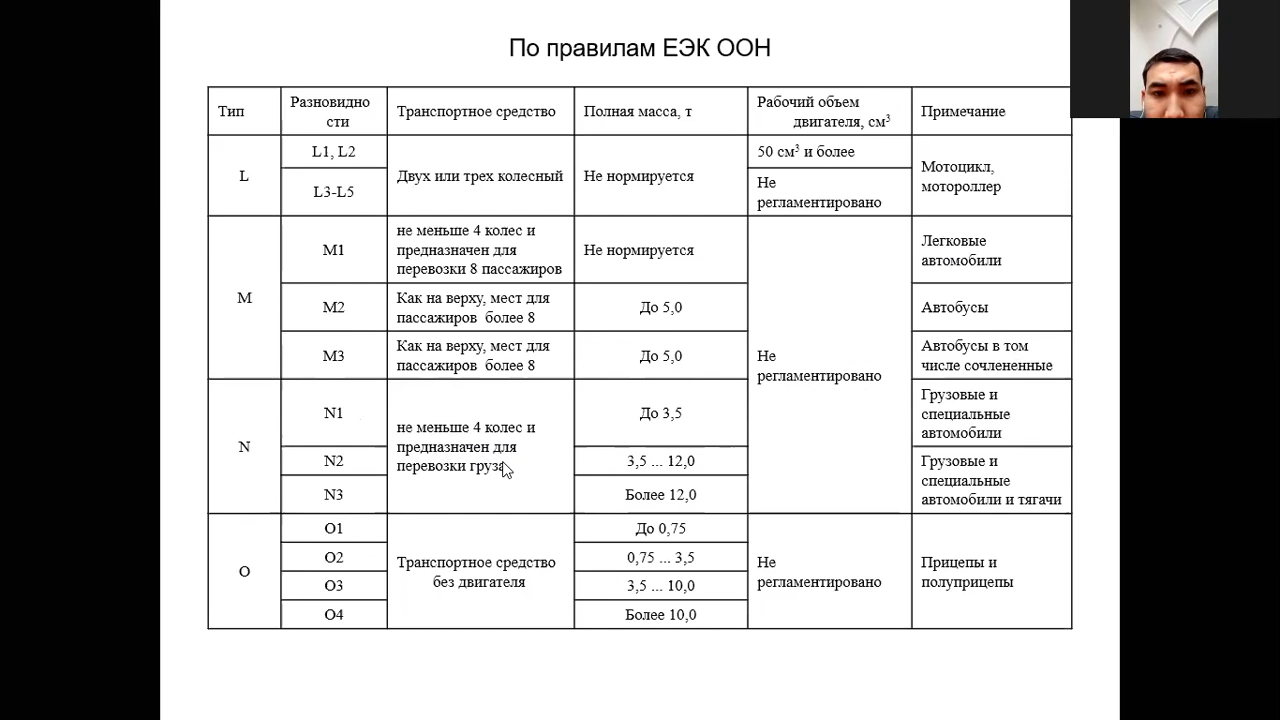 По правилам ЕЭК ООН
Тип
Разновидно
сти
Транспортное средство
Полная масса, т
Рабочий объем
двигателя, см³
Примечание
L
L1, L2
Двух или трех колесный
Не нормируется
50 см³ и более
Мотоцикл,
мотороллер
L3-L5
Не
регламентировано
M
M1
не меньше 4 колес и
предназначен для
перевозки 8 пассажиров
Не нормируется
Не
регламентировано
Легковые
автомобили
M2
Как на верху, мест для
пассажиров более 8
До 5,0
Автобусы
M3
Как на верху, мест для
пассажиров более 8
До 5,0
Автобусы в том
числе сочлененные
N
N1
не меньше 4 колес и
предназначен для
перевозки груза
До 3,5
Грузовые и
специальные
автомобили
N2
3,5 ... 12,0
Грузовые и
специальные
автомобили и тягачи
N3
Более 12,0
O
O1
Транспортное средство
без двигателя
До 0,75
Не
регламентировано
Прицепы и
полуприцепы
O2
0,75 ... 3,5
O3
3,5 ... 10,0
O4
Более 10,0